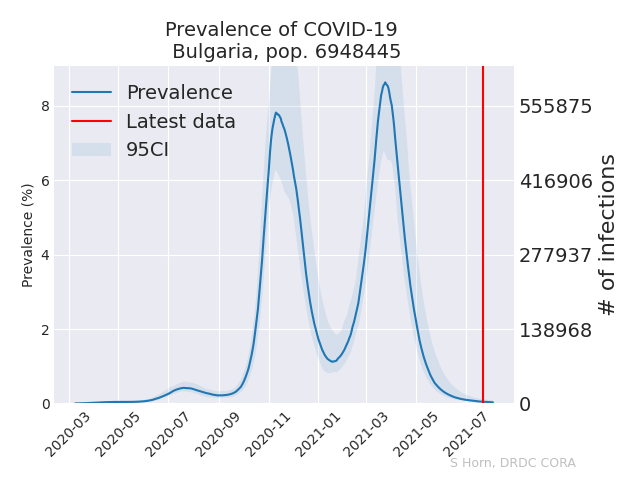 Prevalence of COVID-19
Bulgaria, pop. 6948445
Prevalence
Latest data
95CI
Prevalence (%)
8
6
4
2
0
555875
416906
277937
138968
0
# of infections
2020-03
2020-05
2020-07
2020-09
2020-11
2021-01
2021-03
2021-05
2021-07
S Horn, DRDC CORA